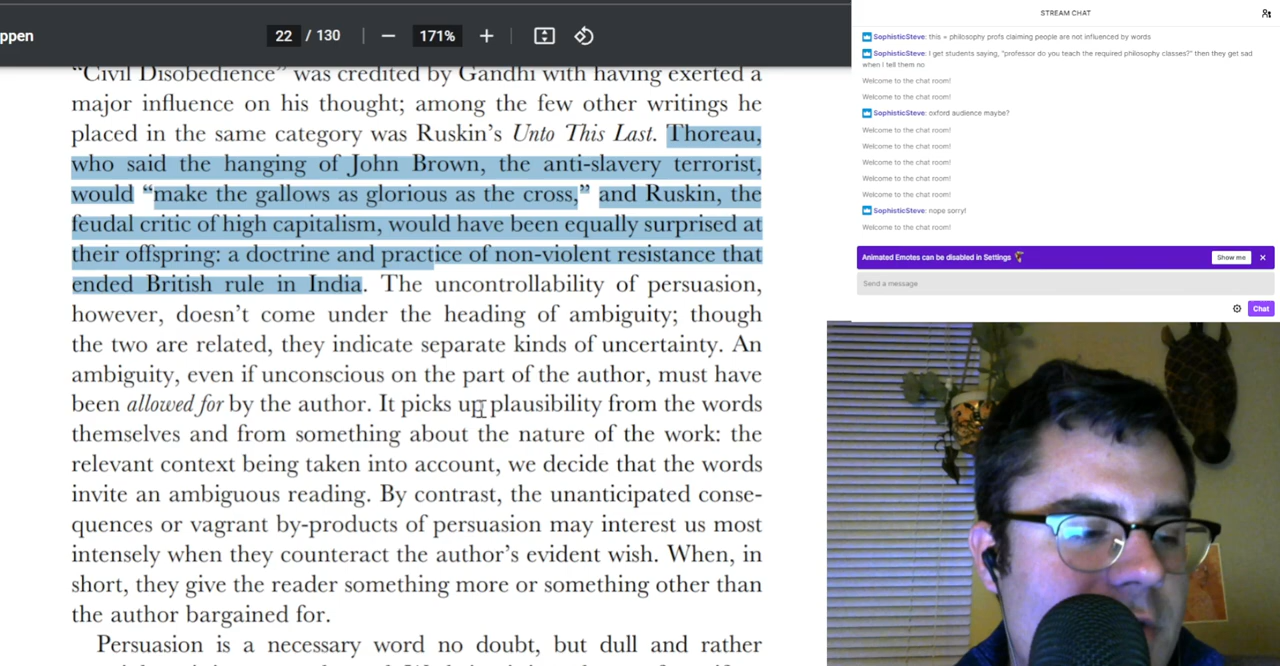 ppen
22 / 130
171%
“Civil Disobedience” was credited by Gandhi with having exerted a
major influence on his thought; among the few other writings he
placed in the same category was Ruskin’s Unto This Last. Thoreau,
who said the hanging of John Brown, the anti-slavery terrorist,
would “make the gallows as glorious as the cross,” and Ruskin, the
feudal critic of high capitalism, would have been equally surprised at
their offspring: a doctrine and practice of non-violent resistance that
ended British rule in India. The uncontrollability of persuasion,
however, doesn’t come under the heading of ambiguity; though
the two are related, they indicate separate kinds of uncertainty. An
ambiguity, even if unconscious on the part of the author, must have
been allowed for by the author. It picks up plausibility from the words
themselves and from something about the nature of the work: the
relevant context being taken into account, we decide that the words
invite an ambiguous reading. By contrast, the unanticipated conse-
quences or vagrant by-products of persuasion may interest us most
intensely when they counteract the author’s evident wish. When, in
short, they give the reader something more or something other than
the author bargained for.
Persuasion is a necessary word no doubt, but dull and rather
STREAM CHAT
SophisticSteve: this = philosophy profs claiming people are not influenced by words
SophisticSteve: I get students saying, "professor do you teach the required philosophy classes?" then they get sad
when I tell them no
Welcome to the chat room!
Welcome to the chat room!
SophisticSteve: oxford audience maybe?
Welcome to the chat room!
Welcome to the chat room!
Welcome to the chat room!
Welcome to the chat room!
Welcome to the chat room!
SophisticSteve: nope sorry!
Welcome to the chat room!
Animated Emotes can be disabled in Settings
Show me
Send a message
Chat